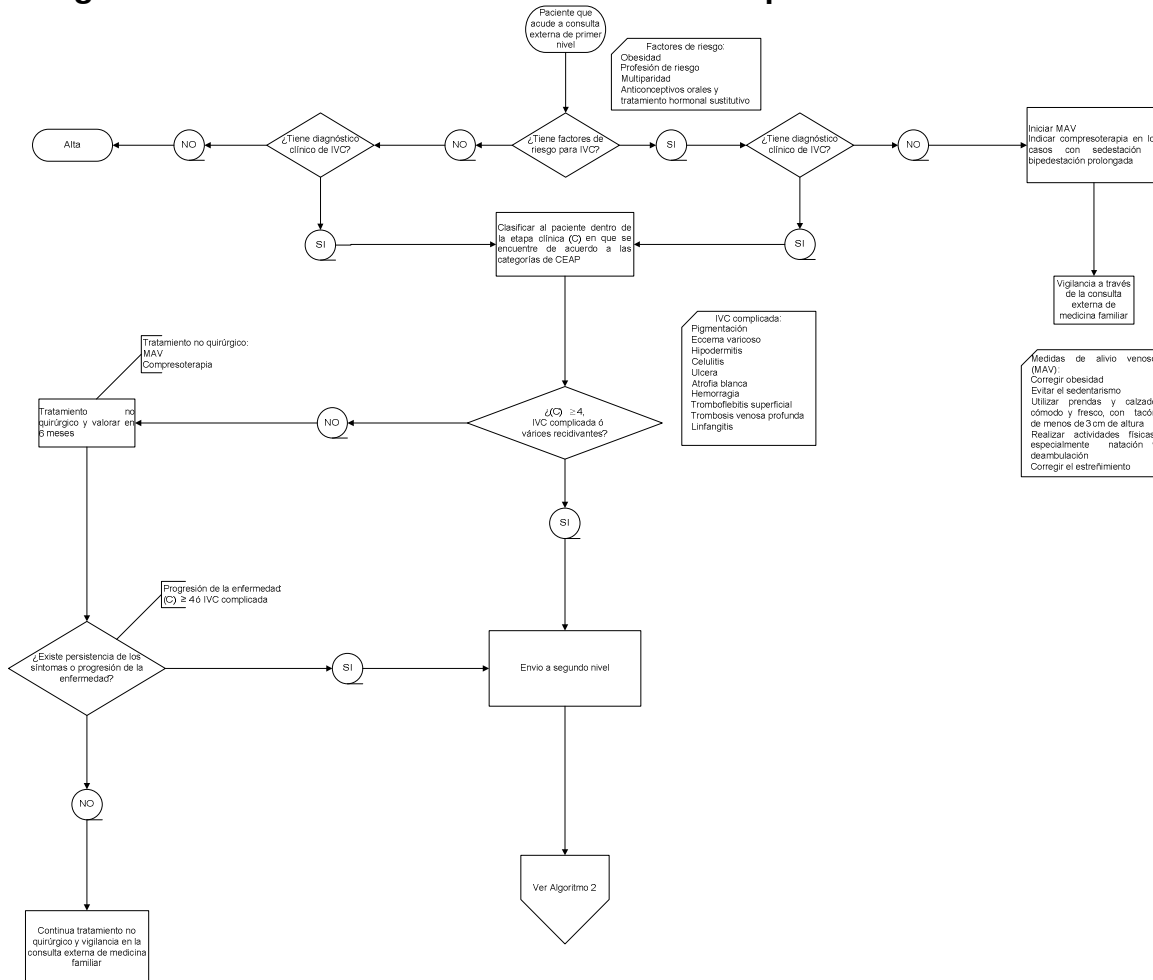 Paciente que
acude a consulta
externa de primer
nivel
Factores de riesgo:
Obesidad
Profesión de riesgo
Multiparidad
Anticonceptivos orales y
tratamiento hormonal sustitutivo
Alta
NO
¿Tiene diagnóstico
clínico de IVC?
NO
¿Tiene factores de
riesgo para IVC?
SI
¿Tiene diagnóstico
clínico de IVC?
NO
Iniciar MAV
Indicar compresoterapia en lo
casos con sedestación
bipedestación prolongada
SI
Clasificar al paciente dentro de
la etapa clínica (C) en que se
encuentre de acuerdo a las
categorías de CEAP
SI
Vigilancia a través
de la consulta
externa de
medicina familiar
Tratamiento no quirúrgico:
MAV
Compresoterapia
IVC complicada:
Pigmentación
Eccema varicoso
Hipodermitis
Celulitis
Ulcera
Atrofia blanca
Hemorragia
Tromboflebitis superficial
Trombosis venosa profunda
Linfangitis
Medidas de alivio venoso
(MAV):
Corregir obesidad
Evitar el sedentarismo
Utilizar prendas y calzado
cómodo y fresco, con tacón
de menos de 3 cm de altura
Realizar actividades físicas
especialmente natación
deambulación
Corregir el estreñimiento
Tratamiento no
quirúrgico y valorar en
6 meses
NO
¿(C) ≥4,
IVC complicada ó
várices recidivantes?
SI
Progresión de la enfermedad:
(C) ≥ 4 ó IVC complicada
¿Existe persistencia de los
síntomas o progresión de la
enfermedad?
SI
Envio a segundo nivel
NO
Ver Algoritmo 2
Continua tratamiento no
quirúrgico y vigilancia en la
consulta externa de medicina
familiar